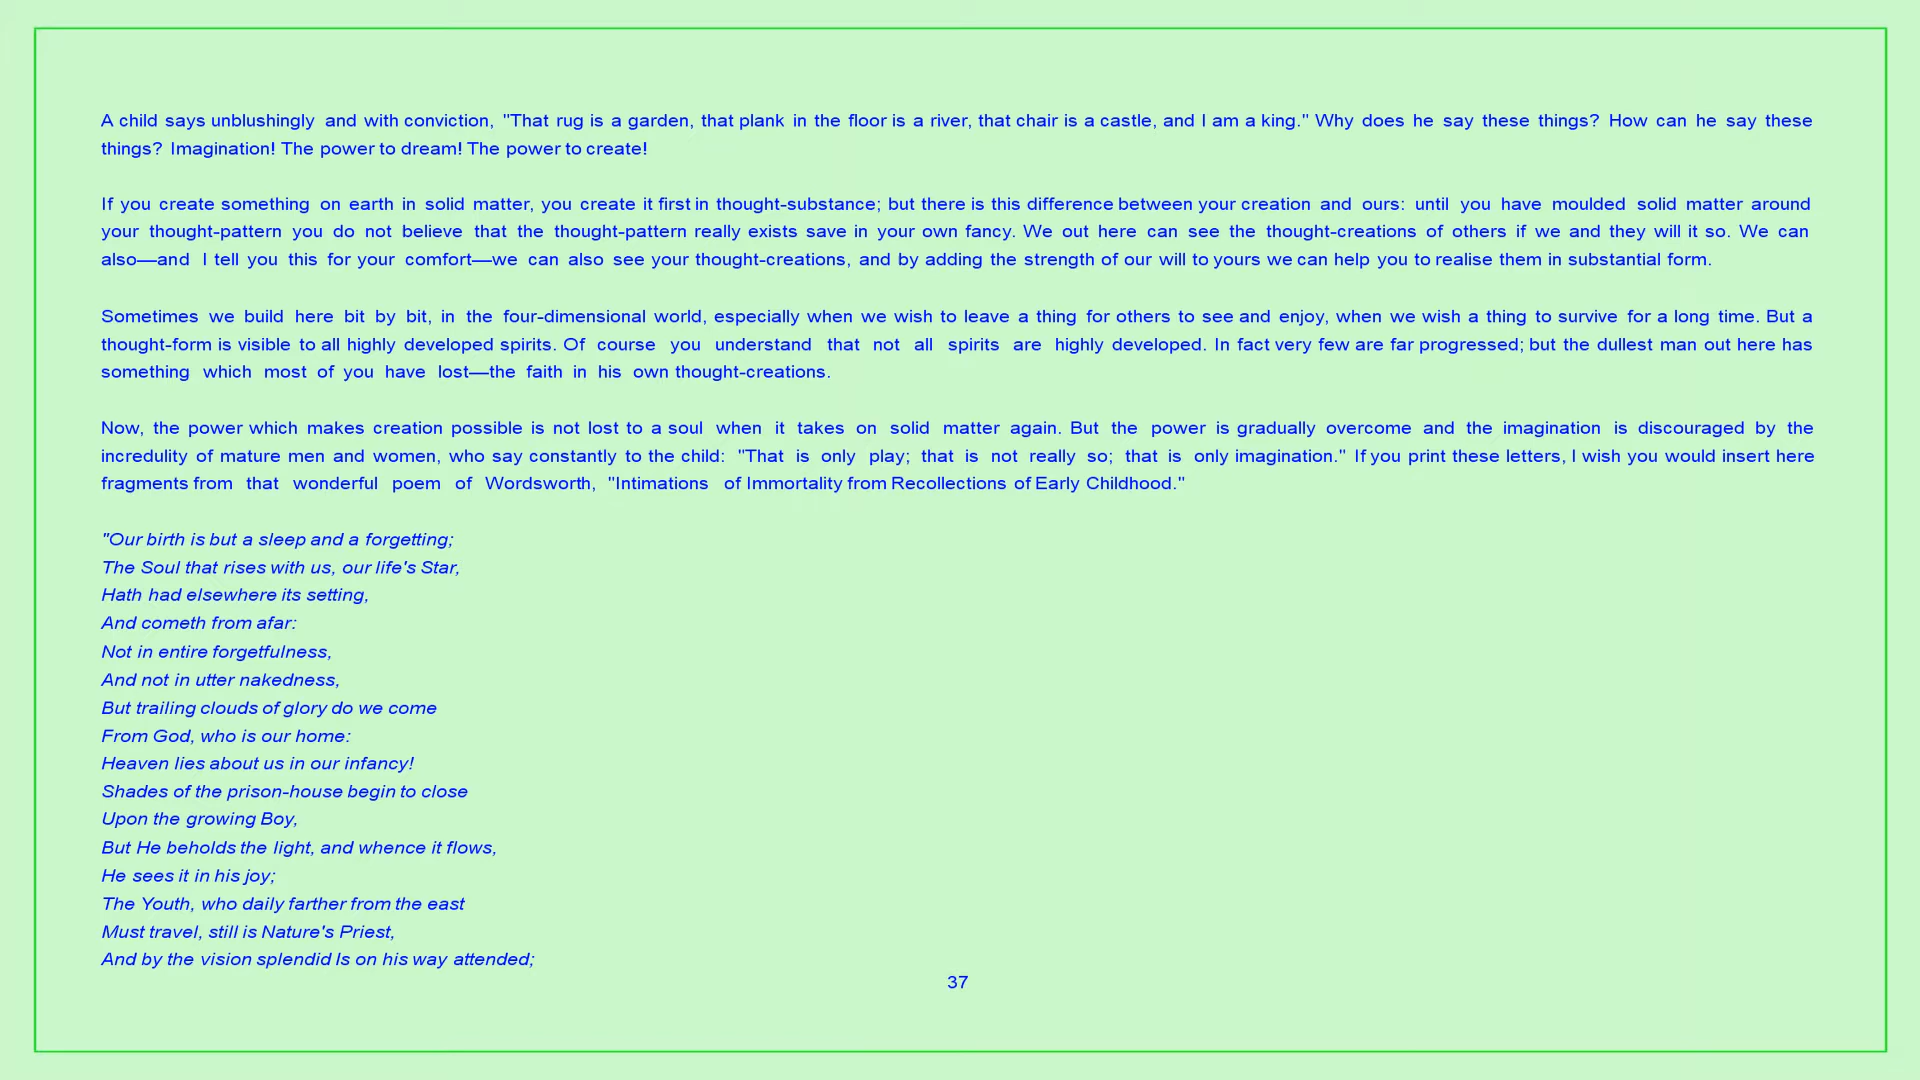 A child says unblushingly and with conviction, "That rug is a garden, that plank in the floor is a river, that chair is a castle, and I am a king." Why does he say these things? How can he say these
things? Imagination! The power to dream! The power to create!
If you create something on earth in solid matter, you create it first in thought-substance; but there is this difference between your creation and ours: until you have moulded solid matter around
your thought-pattern you do not believe that the thought-pattern really exists save in your own fancy. We out here can see the thought-creations of others if we and they will it so. We can
also—and I tell you this for your comfort—we can also see your thought-creations, and by adding the strength of our will to yours we can help you to realise them in substantial form.
Sometimes we build here bit by bit, in the four-dimensional world, especially when we wish to leave a thing for others to see and enjoy, when we wish a thing to survive for a long time. But a
thought-form is visible to all highly developed spirits. Of course you understand that not all spirits are highly developed. In fact very few are far progressed; but the dullest man out here has
something which most of you have lost—the faith in his own thought-creations.
Now, the power which makes creation possible is not lost to a soul when it takes on solid matter again. But the power is gradually overcome and the imagination is discouraged by the
incredulity of mature men and women, who say constantly to the child: "That is only play; that is not really so; that is only imagination." If you print these letters, I wish you would insert here
fragments from that wonderful poem of Wordsworth, "Intimations of Immortality from Recollections of Early Childhood."
"Our birth is but a sleep and a forgetting;
The Soul that rises with us, our life's Star,
Hath had elsewhere its setting,
And cometh from afar:
Not in entire forgetfulness,
And not in utter nakedness,
But trailing clouds of glory do we come
From God, who is our home:
Heaven lies about us in our infancy!
Shades of the prison-house begin to close
Upon the growing Boy,
But He beholds the light, and whence it flows,
He sees it in his joy;
The Youth, who daily farther from the east
Must travel, still is Nature's Priest,
And by the vision splendid Is on his way attended;
37